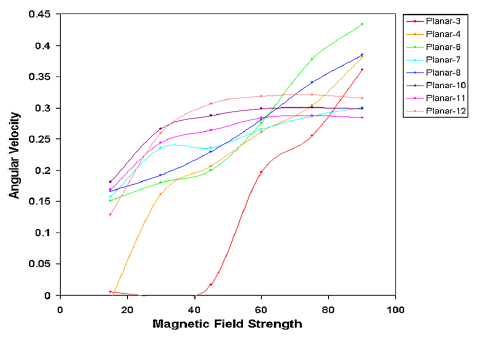 0.45
0.4
0.35
0.3
0.25
0.2
0.15
0.1
0.05
0
Angular Velocity
0 20 40 60 80 100
Magnetic Field Strength
Planar-3
Planar-4
Planar-6
Planar-7
Planar-8
Planar-10
Planar-11
Planar-12